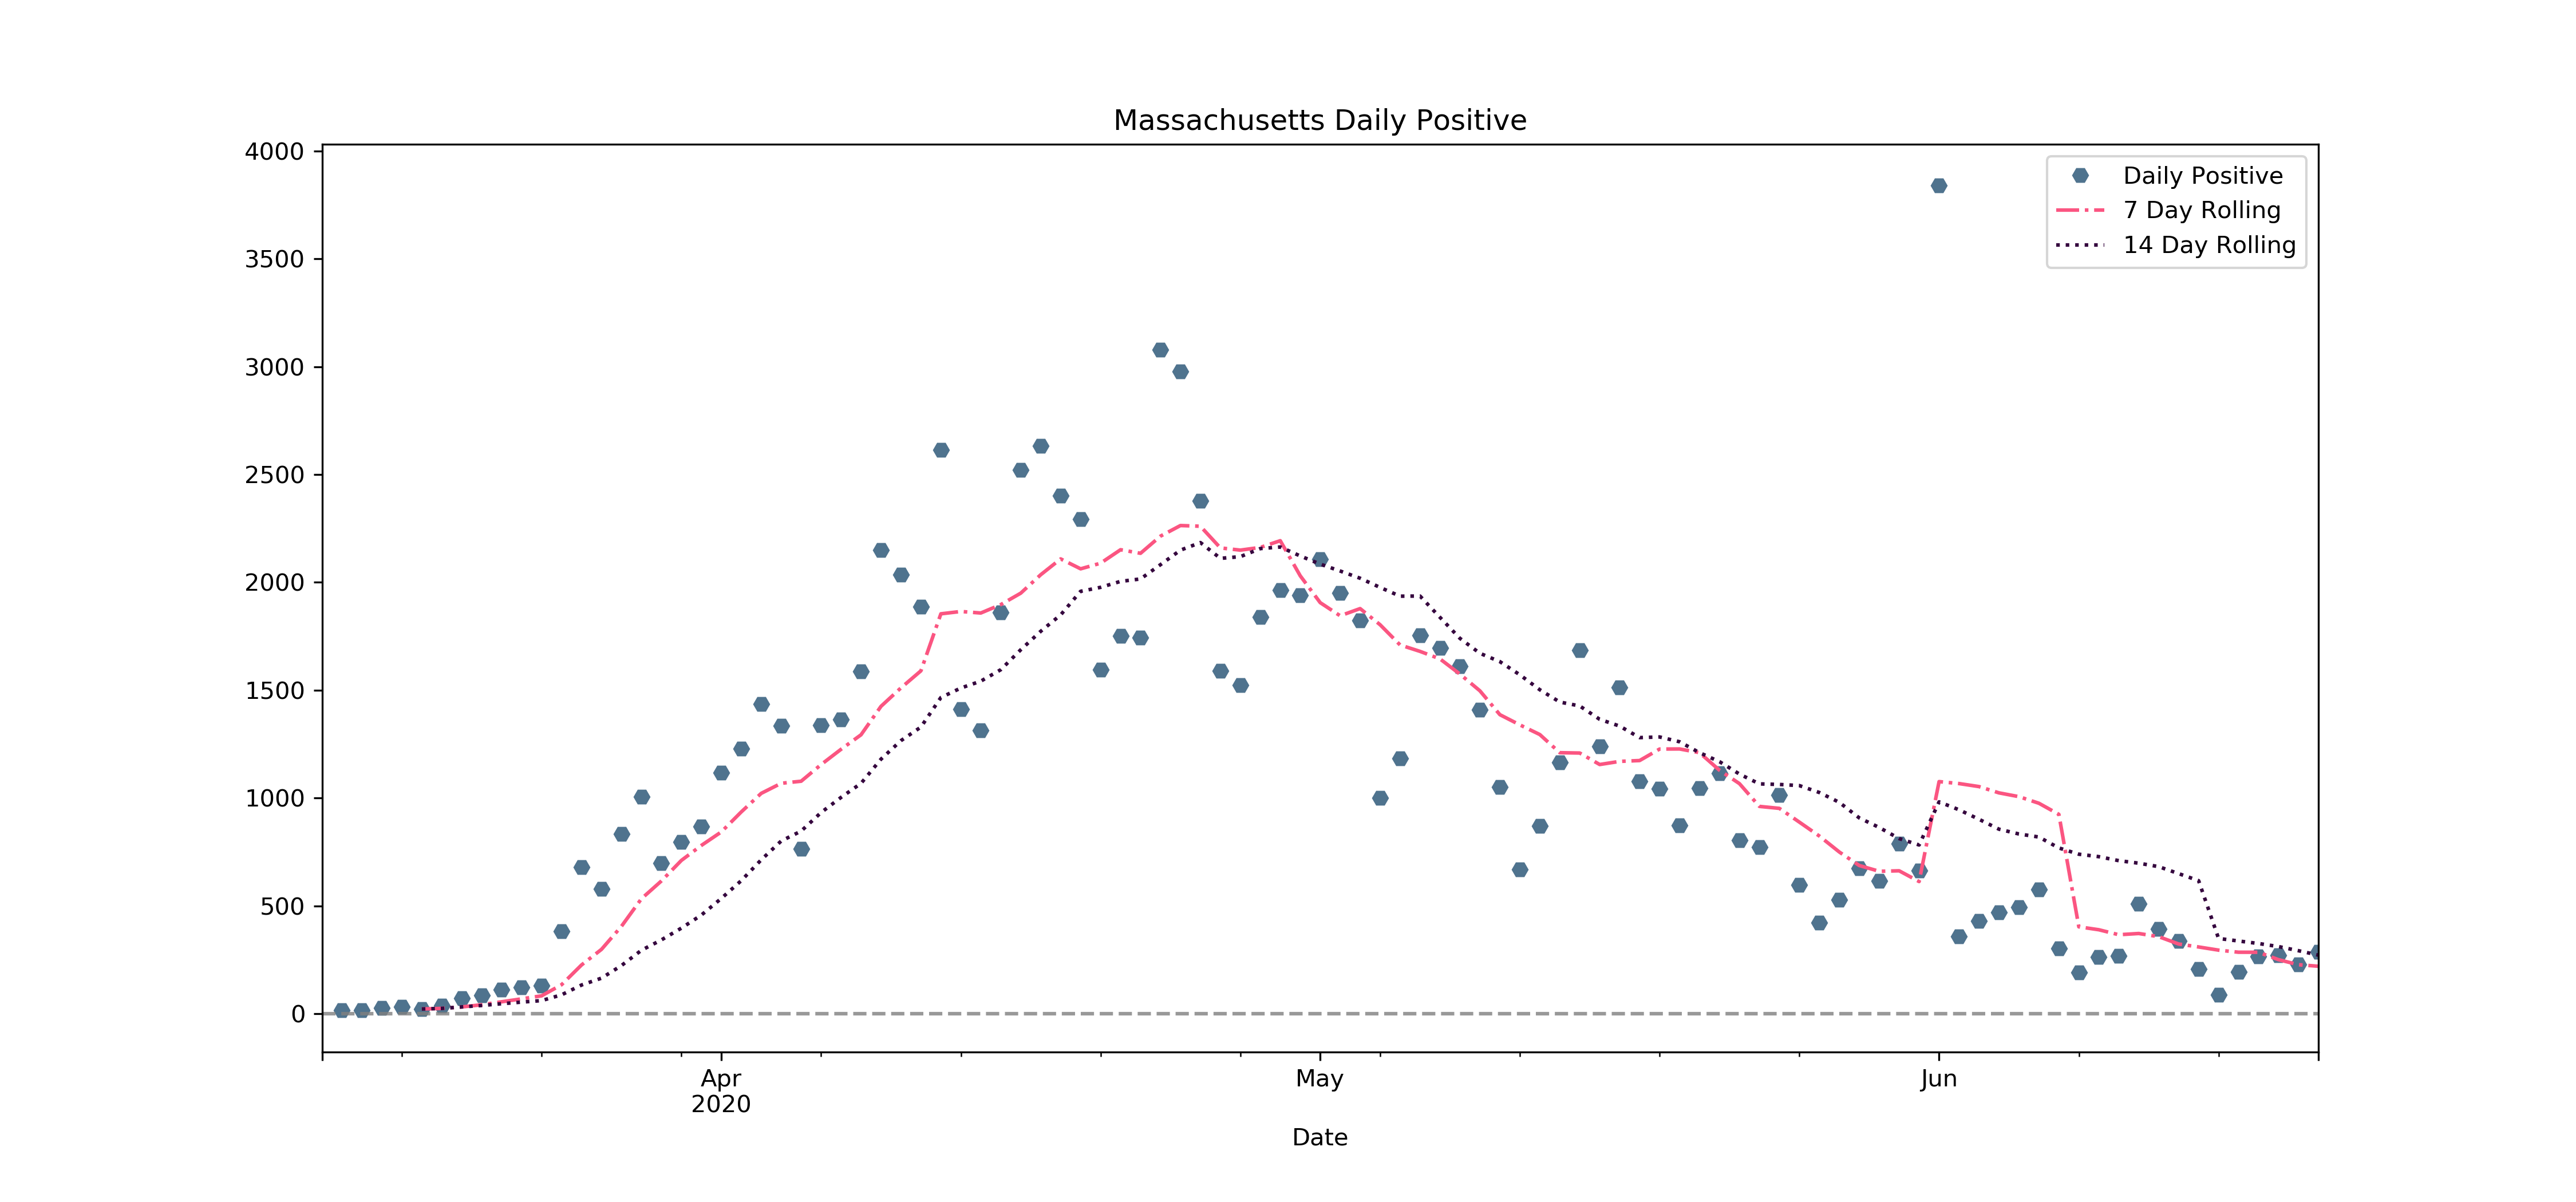 Massachusetts Daily Positive
4000
3500
3000
2500
2000
1500
1000
500
0
Daily Positive
7 Day Rolling
14 Day Rolling
Apr
2020
May
Jun
Date